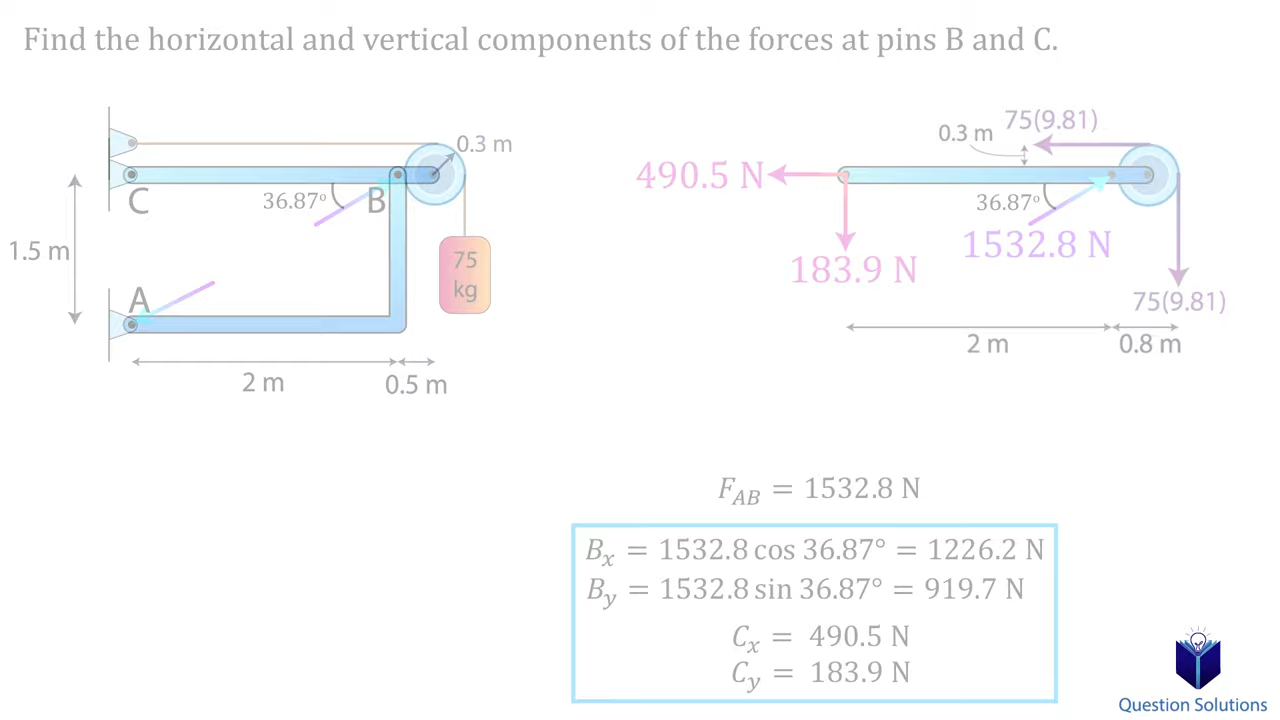 Find the horizontal and vertical components of the forces at pins B and C.
0.3 m
C
36.87°
B
1.5 m
75
kg
A
2 m
0.5 m
75(9.81)
0.3 m
490.5 N
36.87°
1532.8 N
183.9 N
75(9.81)
2 m
0.8 m
F_AB = 1532.8 N
B_x = 1532.8 cos 36.87° = 1226.2 N
B_y = 1532.8 sin 36.87° = 919.7 N
C_x = 490.5 N
C_y = 183.9 N
Question Solutions